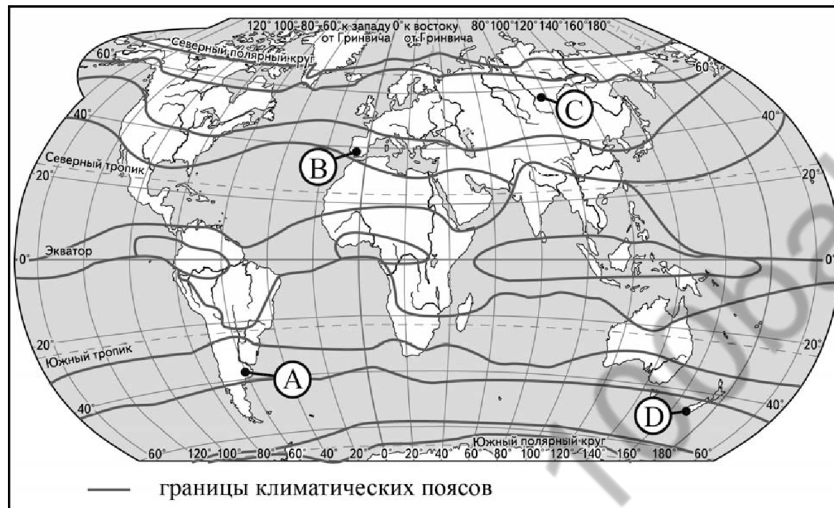 120° 100°-80°-60° к западу 0° к востоку 80° 100° 120° 140° 160° 180°
от Гринвича от Гринвича
Северный полярный круг
60° 60°
40° 40°
C
B
Северный тропик
20° 20°
Экватор
0° 0°
20° 20°
Южный тропик
A
40° 40°
D
Южный полярный круг
60° 120° 100° 80° 60° 40° 20° 0° 20° 40° 60° 80° 100° 120° 140° 160° 180° 60°
границы климатических поясов